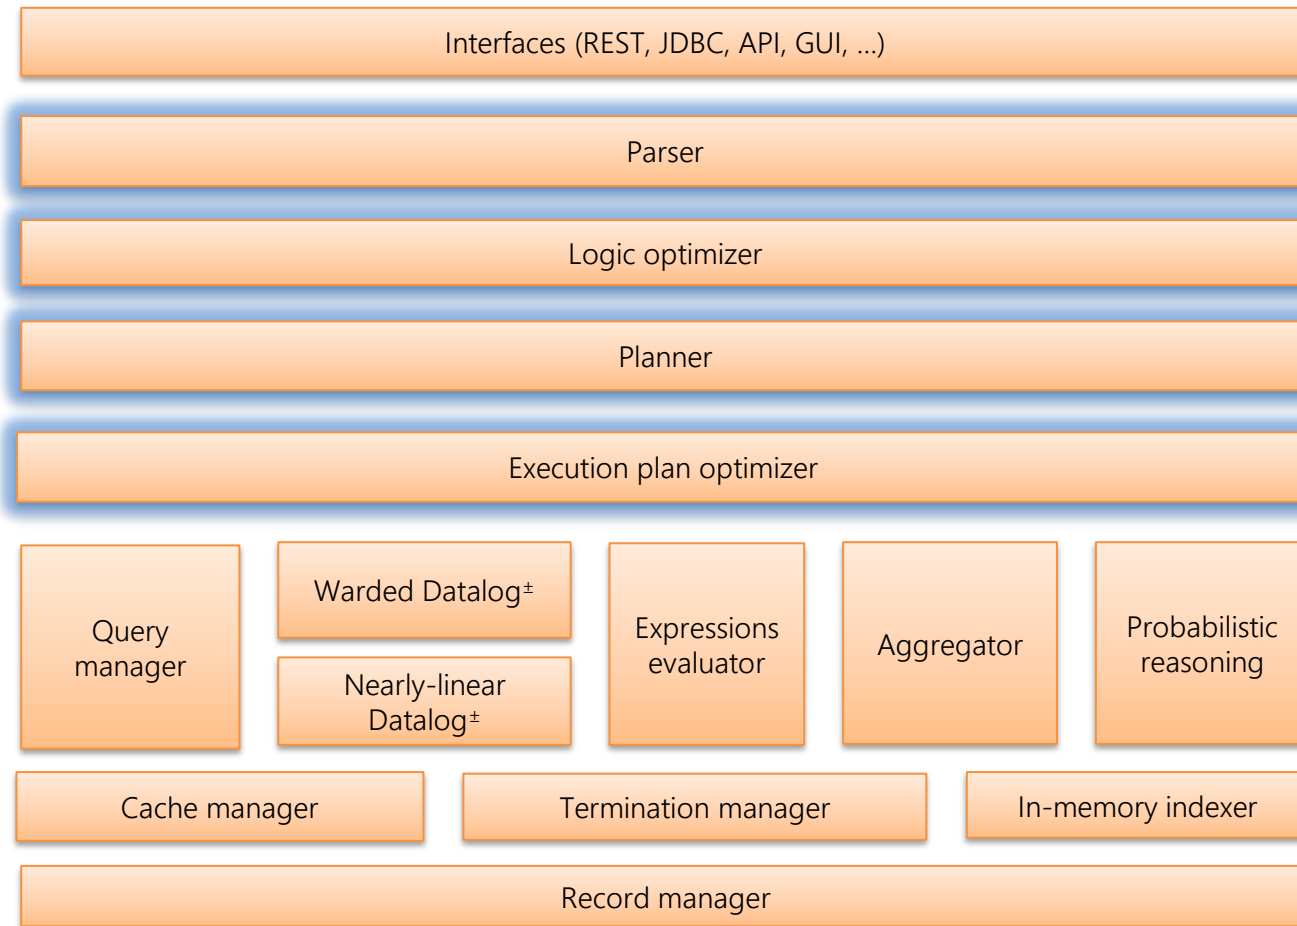 Interfaces (REST, JDBC, API, GUI, ...)
Parser
Logic optimizer
Planner
Execution plan optimizer
Query
manager
Warded Datalog±
Nearly-linear
Datalog±
Expressions
evaluator
Aggregator
Probabilistic
reasoning
Cache manager
Termination manager
In-memory indexer
Record manager